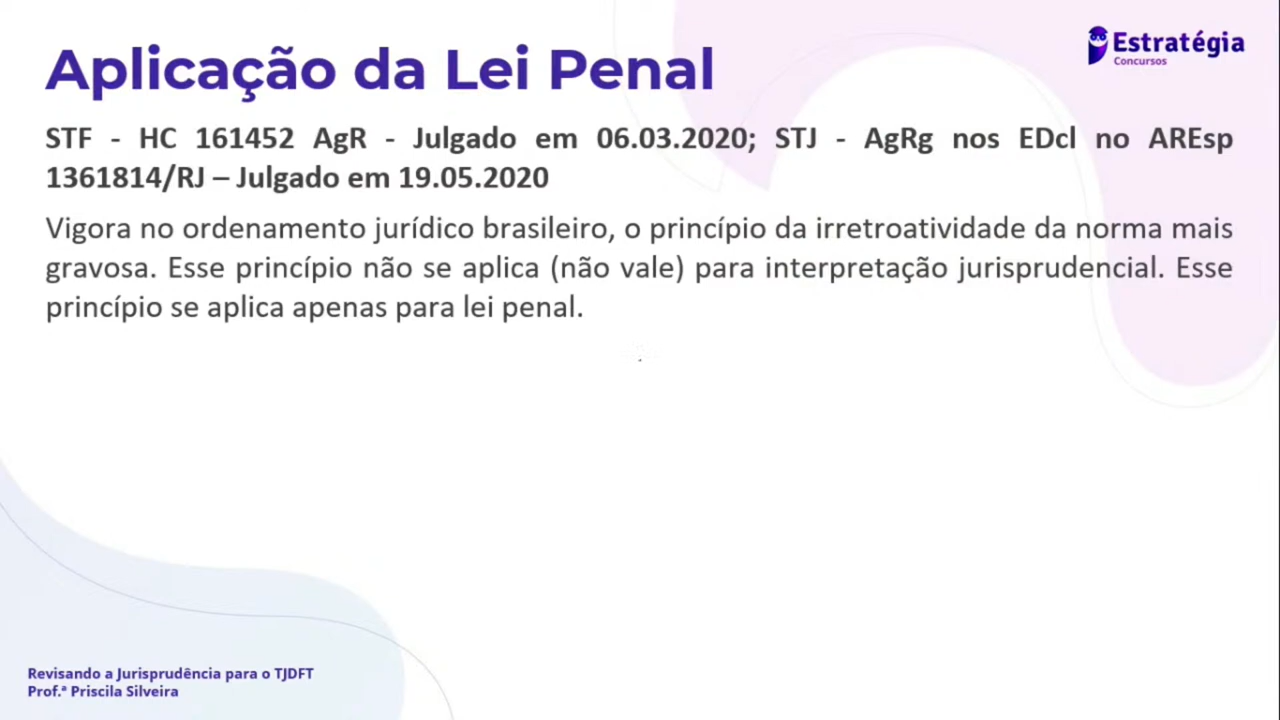 Aplicação da Lei Penal
Estratégia
Concursos
STF - HC 161452 AgR - Julgado em 06.03.2020; STJ - AgRg nos EDcl no AREsp
1361814/RJ – Julgado em 19.05.2020
Vigora no ordenamento jurídico brasileiro, o princípio da irretroatividade da norma mais
gravosa. Esse princípio não se aplica (não vale) para interpretação jurisprudencial. Esse
princípio se aplica apenas para lei penal.
Revisando a Jurisprudência para o TJDFT
Prof.ª Priscila Silveira